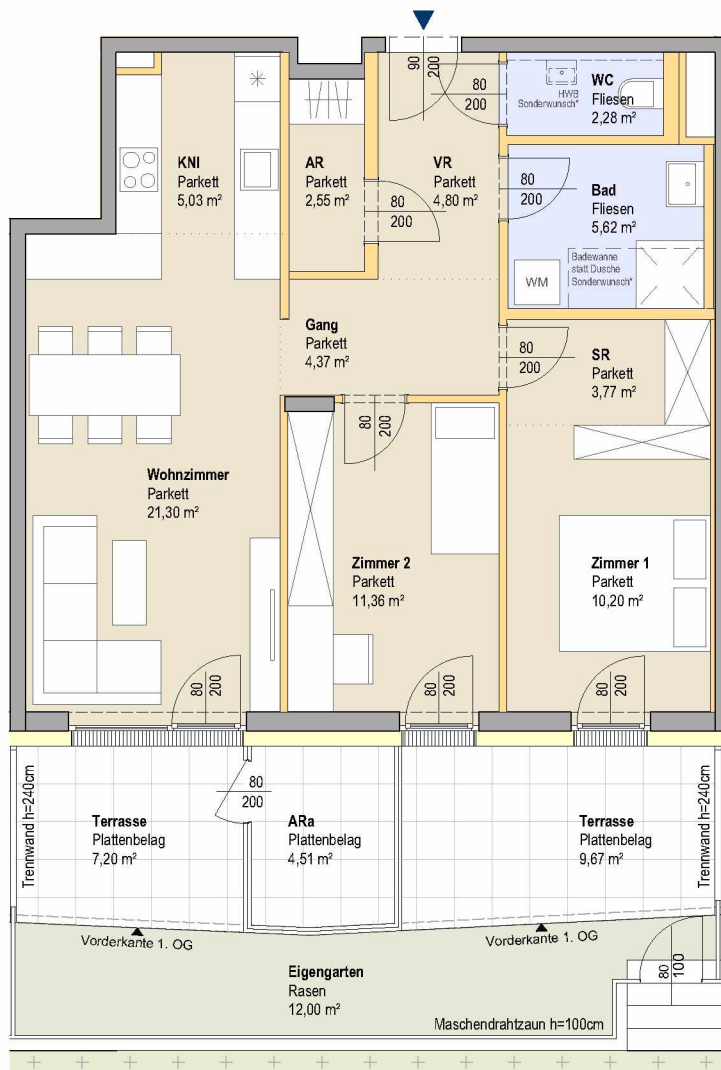 90
200
80
200
WC
Fliesen
2,28 m²
HWB
Sonderwunsch*
KNI
Parkett
5,03 m²
AR
Parkett
2,55 m²
VR
Parkett
4,80 m²
80
200
80
200
Bad
Fliesen
5,62 m²
Badewanne
statt Dusche
Sonderwunsch*
WM
Gang
Parkett
4,37 m²
80
200
SR
Parkett
3,77 m²
80
200
Wohnzimmer
Parkett
21,30 m²
Zimmer 2
Parkett
11,36 m²
Zimmer 1
Parkett
10,20 m²
80
200
80
200
80
200
Trennwand h=240cm
Terrasse
Plattenbelag
7,20 m²
80
200
ARa
Plattenbelag
4,51 m²
Terrasse
Plattenbelag
9,67 m²
Trennwand h=240cm
Vorderkante 1. OG
Vorderkante 1. OG
Eigengarten
Rasen
12,00 m²
80
100
Maschendrahtzaun h=100cm